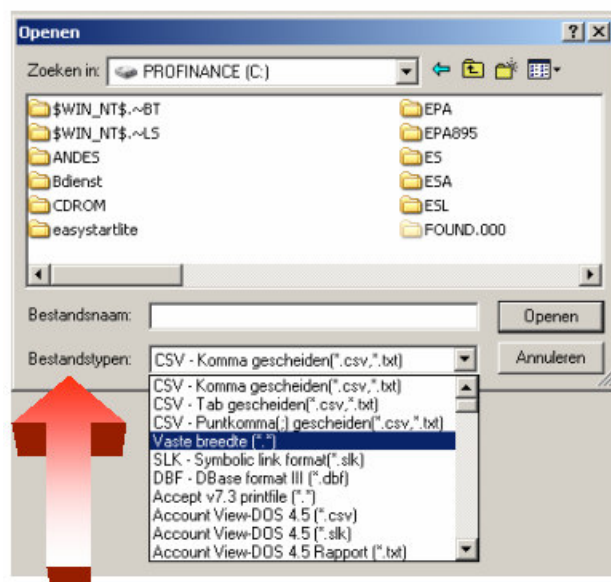 Openen
Zoeken in: PROFINANCE (C:)
$WIN_NT$.~BT
$WIN_NT$.~LS
ANDES
Bdienst
CDROM
easystartlite
EPA
EPA895
ES
ESA
ESL
FOUND.000
Bestandsnaam:
Openen
Bestandstypen: CSV - Komma gescheiden(*.csv,*.txt)
Annuleren
CSV - Komma gescheiden(*.csv,*.txt)
CSV - Tab gescheiden(*.csv,*.txt)
CSV - Puntkomma(;) gescheiden(*.csv,*.txt)
Vaste breedte (*.*)
SLK - Symbolic link format(*.slk)
DBF - DBase format III (*.dbf)
Accept v7.3 printfile (*.*)
Account View-DOS 4.5 (*.csv)
Account View-DOS 4.5 (*.slk)
Account View-DOS 4.5 Rapport (*.txt)